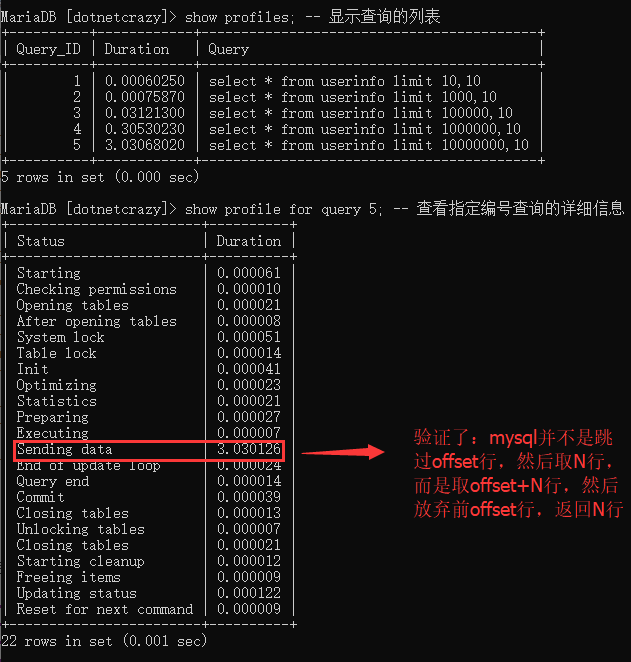 MariaDB [dotnetcrazy]> show profiles; -- 显示查询的列表
+----------+------------+----------------------------------------+
| Query_ID | Duration   | Query                                  |
+----------+------------+----------------------------------------+
|        1 | 0.00060250 | select * from userinfo limit 10,10       |
|        2 | 0.00075870 | select * from userinfo limit 1000,10     |
|        3 | 0.03121300 | select * from userinfo limit 100000,10   |
|        4 | 0.30530230 | select * from userinfo limit 1000000,10  |
|        5 | 3.03068020 | select * from userinfo limit 10000000,10 |
+----------+------------+----------------------------------------+
5 rows in set (0.000 sec)
MariaDB [dotnetcrazy]> show profile for query 5; -- 查看指定编号查询的详细信息
+------------------------+----------+
| Status                 | Duration |
+------------------------+----------+
| Starting               | 0.000061 |
| Checking permissions   | 0.000010 |
| Opening tables         | 0.000021 |
| After opening tables   | 0.000008 |
| System lock            | 0.000051 |
| Table lock             | 0.000014 |
| Init                   | 0.000041 |
| Optimizing             | 0.000023 |
| Statistics             | 0.000021 |
| Preparing              | 0.000027 |
| Executing              | 0.000007 |
| Sending data           | 3.030126 |
| End of update loop     | 0.000024 |
| Query end              | 0.000014 |
| Commit                 | 0.000039 |
| Closing tables         | 0.000013 |
| Unlocking tables       | 0.000007 |
| Closing tables         | 0.000021 |
| Starting cleanup       | 0.000012 |
| Freeing items          | 0.000009 |
| Updating status        | 0.000122 |
| Reset for next command | 0.000009 |
+------------------------+----------+
22 rows in set (0.001 sec)
验证了：mysql并不是跳
过offset行，然后取N行，
而是取offset+N行，然后
放弃前offset行，返回N行